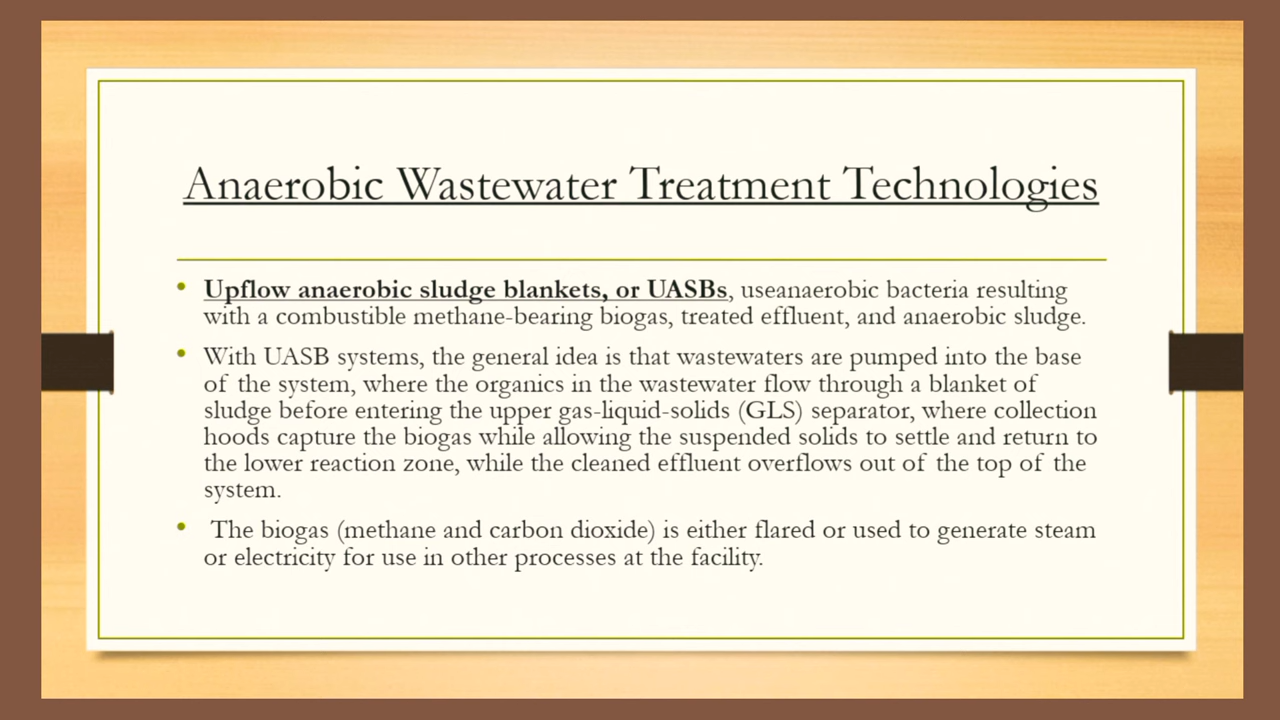 Anaerobic Wastewater Treatment Technologies
• Upflow anaerobic sludge blankets, or UASBs, useanaerobic bacteria resulting
with a combustible methane-bearing biogas, treated effluent, and anaerobic sludge.
• With UASB systems, the general idea is that wastewaters are pumped into the base
of the system, where the organics in the wastewater flow through a blanket of
sludge before entering the upper gas-liquid-solids (GLS) separator, where collection
hoods capture the biogas while allowing the suspended solids to settle and return to
the lower reaction zone, while the cleaned effluent overflows out of the top of the
system.
• The biogas (methane and carbon dioxide) is either flared or used to generate steam
or electricity for use in other processes at the facility.